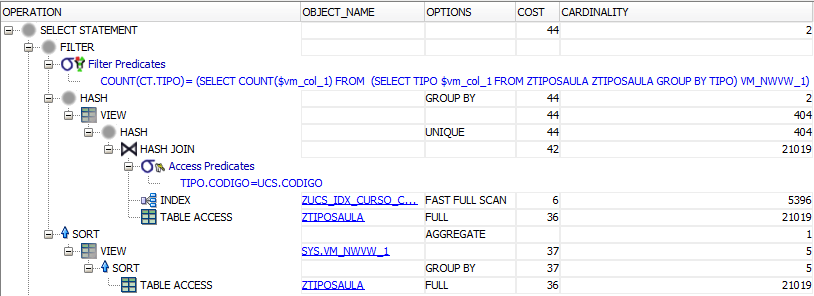 OPERATION OBJECT_NAME OPTIONS COST CARDINALITY
SELECT STATEMENT 44 2
FILTER
Filter Predicates
COUNT(CT.TIPO)= (SELECT COUNT($vm_col_1) FROM (SELECT TIPO $vm_col_1 FROM ZTIPOSAULA ZTIPOSAULA GROUP BY TIPO) VM_NWVW_1)
HASH GROUP BY 44 2
VIEW 44 404
HASH UNIQUE 44 404
HASH JOIN 42 21019
Access Predicates
TIPO.CODIGO=UCS.CODIGO
INDEX ZUCS_IDX_CURSO_C... FAST FULL SCAN 6 5396
TABLE ACCESS ZTIPOSAULA FULL 36 21019
SORT AGGREGATE 1
VIEW SYS.VM_NWVW_1 37 5
SORT GROUP BY 37 5
TABLE ACCESS ZTIPOSAULA FULL 36 21019